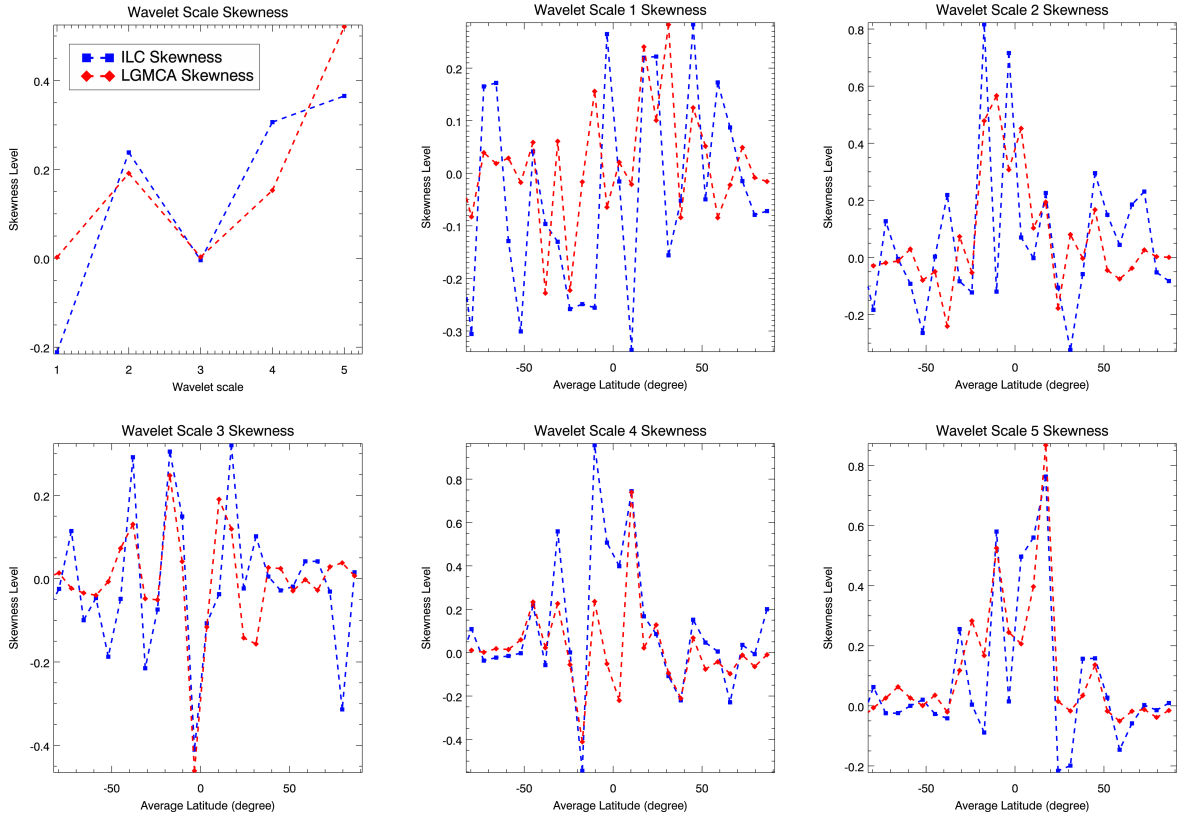 Wavelet Scale Skewness
ILC Skewness
LGMCA Skewness
Skewness Level
0.4
0.2
0.0
-0.2
1 2 3 4 5
Wavelet scale
Wavelet Scale 1 Skewness
Skewness Level
0.2
0.1
0.0
-0.1
-0.2
-0.3
-50 0 50
Average Latitude (degree)
Wavelet Scale 2 Skewness
Skewness Level
0.8
0.6
0.4
0.2
0.0
-0.2
-50 0 50
Average Latitude (degree)
Wavelet Scale 3 Skewness
Skewness Level
0.2
0.0
-0.2
-0.4
-50 0 50
Average Latitude (degree)
Wavelet Scale 4 Skewness
Skewness Level
0.8
0.6
0.4
0.2
0.0
-0.2
-0.4
-50 0 50
Average Latitude (degree)
Wavelet Scale 5 Skewness
Skewness Level
0.8
0.6
0.4
0.2
0.0
-0.2
-50 0 50
Average Latitude (degree)